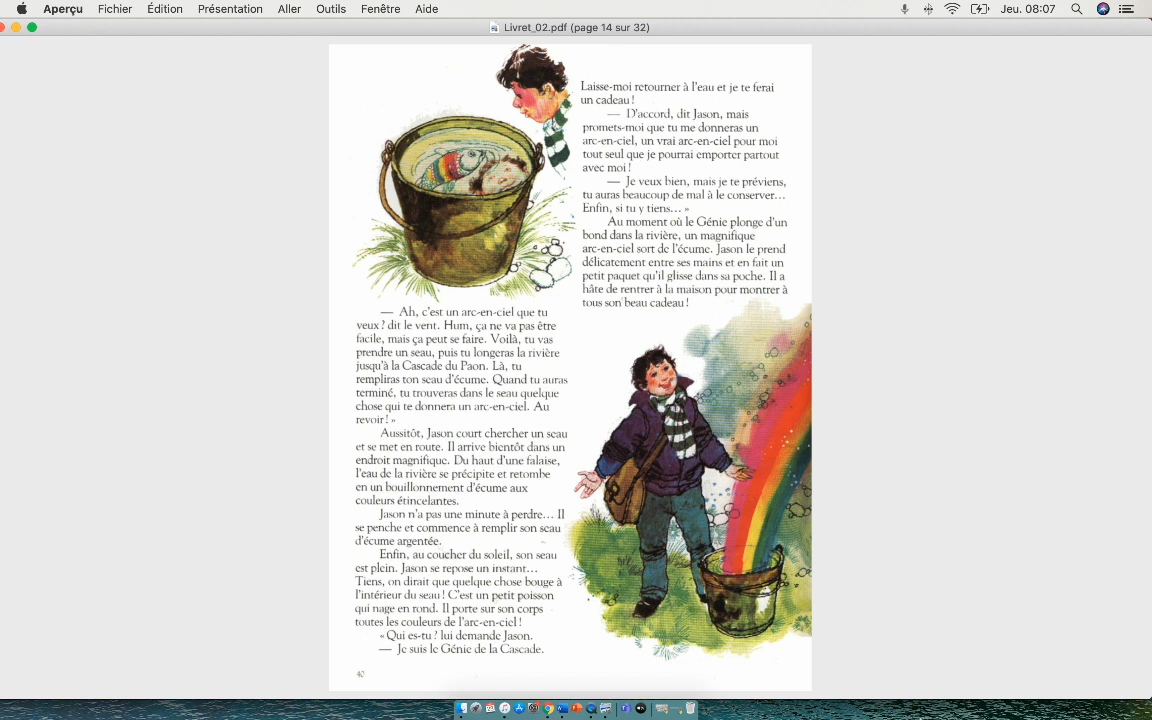 Aperçu Fichier Édition Présentation Aller Outils Fenêtre Aide Jeu. 08:07
Livret_02.pdf (page 14 sur 32)
— Ah, c'est un arc-en-ciel que tu
veux ? dit le vent. Hum, ça ne va pas être
facile, mais ça peut se faire. Voilà, tu vas
prendre un seau, puis tu longeras la rivière
jusqu'à la Cascade du Paon. Là, tu
rempliras ton seau d'écume. Quand tu auras
terminé, tu trouveras dans le seau quelque
chose qui te donnera un arc-en-ciel. Au
revoir ! »
Aussitôt, Jason court chercher un seau
et se met en route. Il arrive bientôt dans un
endroit magnifique. Du haut d'une falaise,
l'eau de la rivière se précipite et retombe
en un bouillonnement d'écume aux
couleurs étincelantes.
Jason n'a pas une minute à perdre... Il
se penche et commence à remplir son seau
d'écume argentée.
Enfin, au coucher du soleil, son seau
est plein. Jason se repose un instant...
Tiens, on dirait que quelque chose bouge à
l'intérieur du seau ! C'est un petit poisson
qui nage en rond. Il porte sur son corps
toutes les couleurs de l'arc-en-ciel !
« Qui es-tu ? lui demande Jason.
— Je suis le Génie de la Cascade.
40
Laisse-moi retourner à l'eau et je te ferai
un cadeau !
— D'accord, dit Jason, mais
promets-moi que tu me donneras un
arc-en-ciel, un vrai arc-en-ciel pour moi
tout seul que je pourrai emporter partout
avec moi !
— Je veux bien, mais je te préviens,
tu auras beaucoup de mal à le conserver...
Enfin, si tu y tiens... »
Au moment où le Génie plonge d'un
bond dans la rivière, un magnifique
arc-en-ciel sort de l'écume. Jason le prend
délicatement entre ses mains et en fait un
petit paquet qu'il glisse dans sa poche. Il a
hâte de rentrer à la maison pour montrer à
tous son beau cadeau !